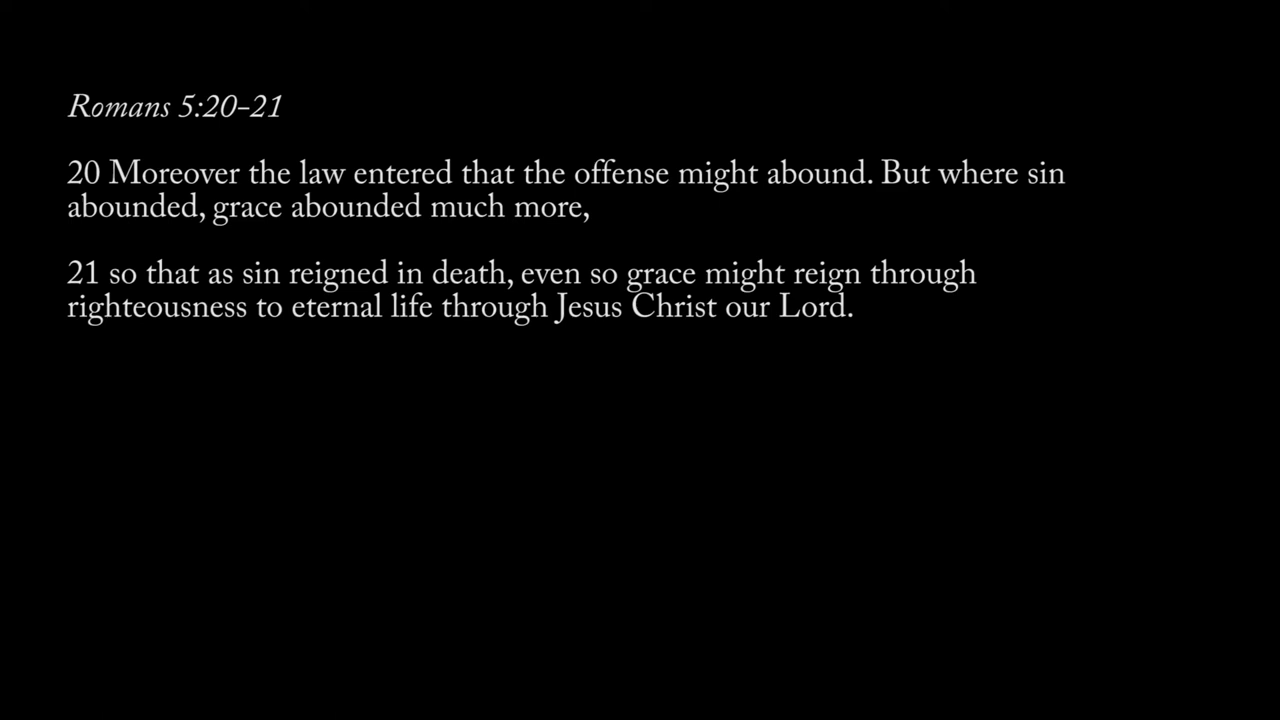 Romans 5:20-21
20 Moreover the law entered that the offense might abound. But where sin
abounded, grace abounded much more,
21 so that as sin reigned in death, even so grace might reign through
righteousness to eternal life through Jesus Christ our Lord.